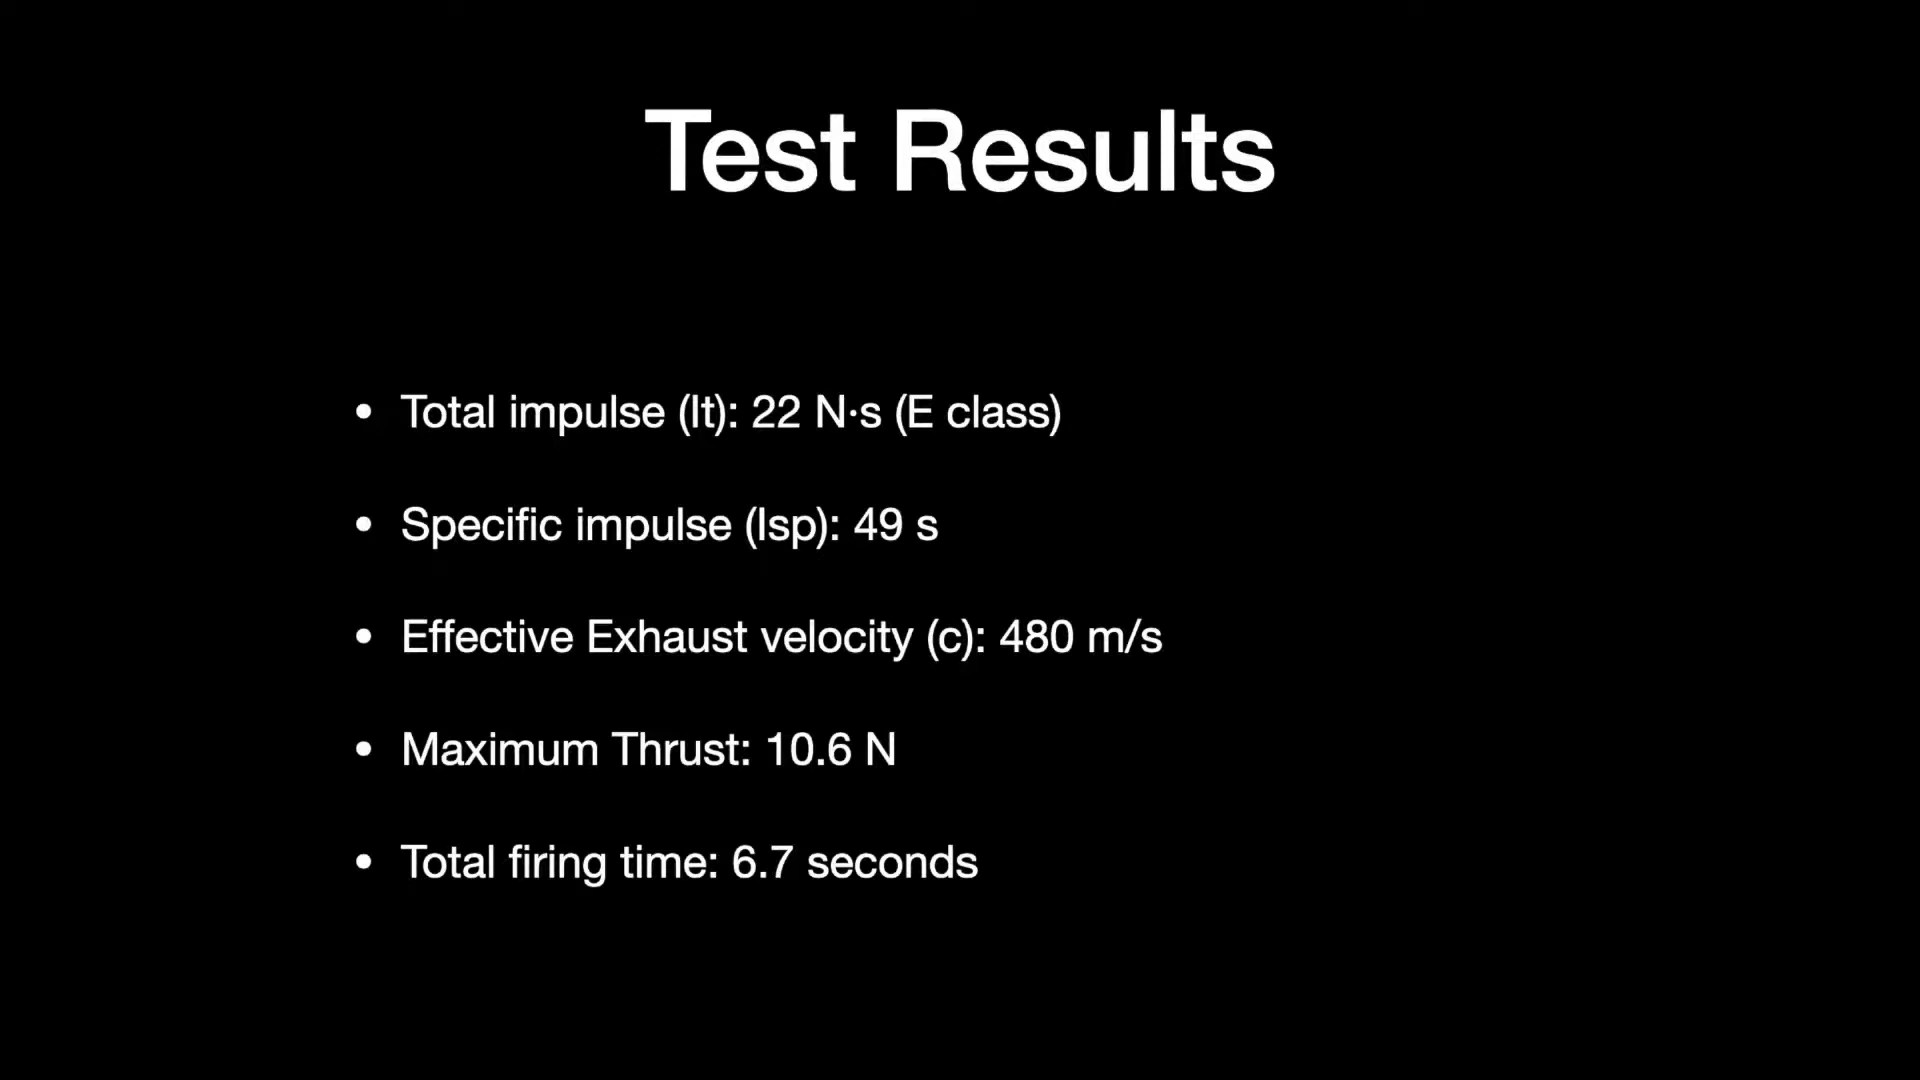 Test Results
• Total impulse (It): 22 N·s (E class)
• Specific impulse (Isp): 49 s
• Effective Exhaust velocity (c): 480 m/s
• Maximum Thrust: 10.6 N
• Total firing time: 6.7 seconds